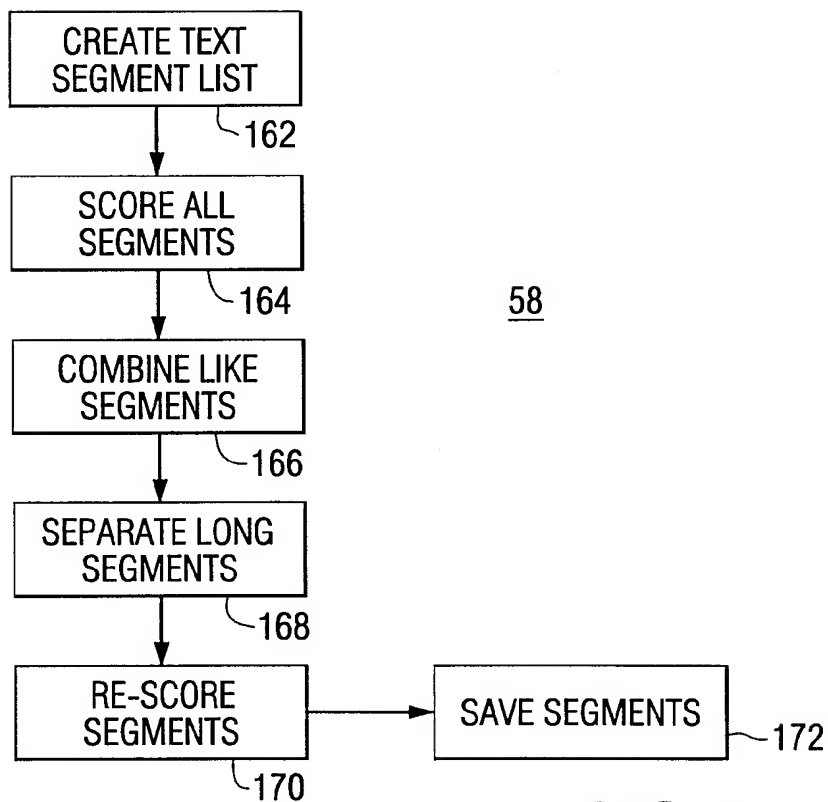 CREATE TEXT
SEGMENT LIST
162
SCORE ALL
SEGMENTS
164
58
COMBINE LIKE
SEGMENTS
166
SEPARATE LONG
SEGMENTS
168
RE-SCORE
SEGMENTS
170
SAVE SEGMENTS
172